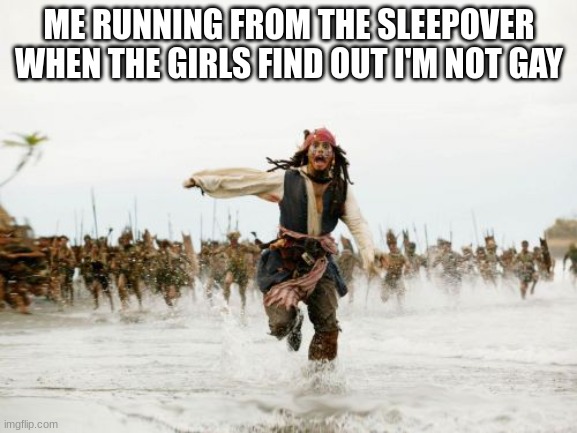 ME RUNNING FROM THE SLEEPOVER
WHEN THE GIRLS FIND OUT I'M NOT GAY
imgflip.com